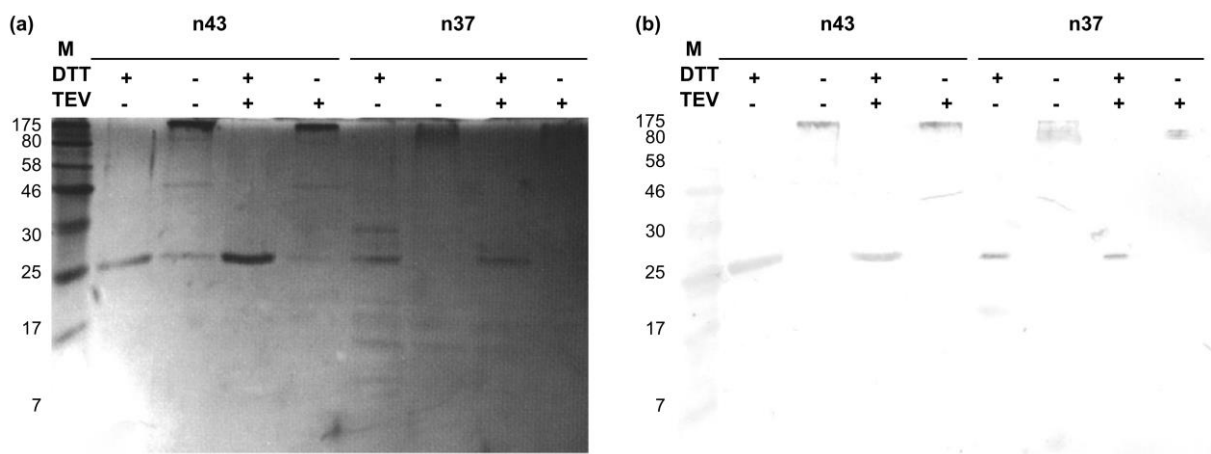 (a) n43 n37
M
DTT + - + - + - + -
TEV - - + + - - + +
175
80
58
46
30
25
17
7
(b) n43 n37
M
DTT + - + - + - + -
TEV - - + + - - + +
175
80
58
46
30
25
17
7